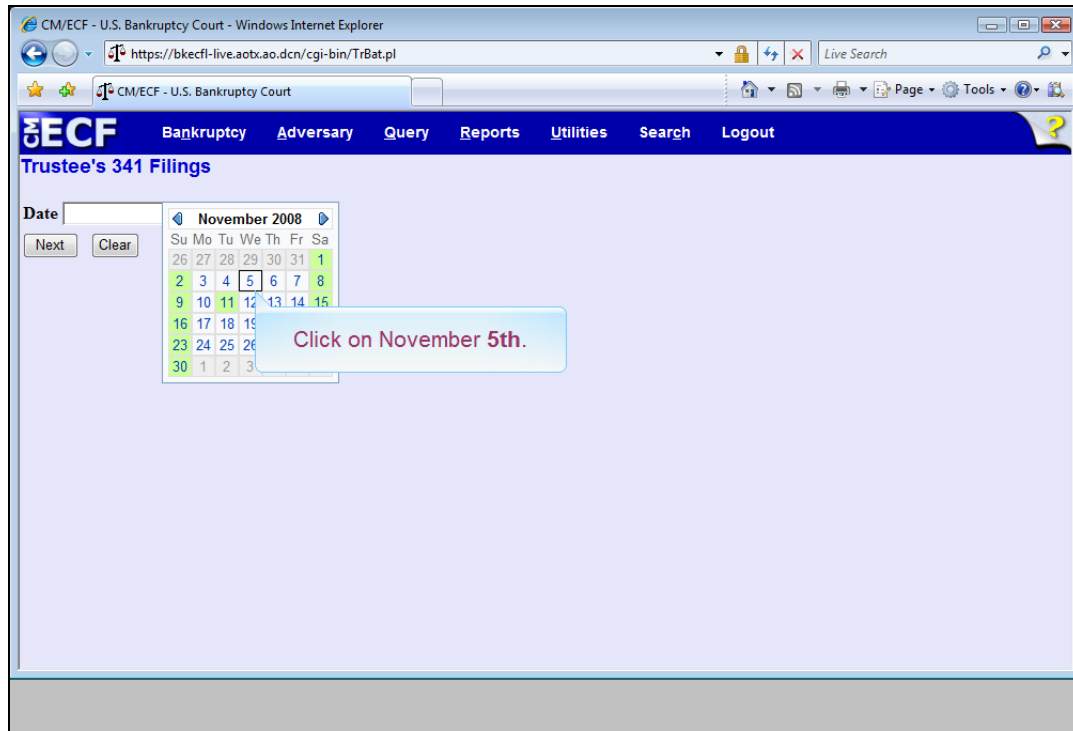 CM/ECF - U.S. Bankruptcy Court - Windows Internet Explorer
https://bkecfl-live.aotx.ao.dcn/cgi-bin/TrBat.pl
Live Search
CM/ECF - U.S. Bankruptcy Court
Page Tools
CM ECF Bankruptcy Adversary Query Reports Utilities Search Logout ?
Trustee's 341 Filings
Date
November 2008
Next Clear
Su Mo Tu We Th Fr Sa
26 27 28 29 30 31 1
2 3 4 5 6 7 8
9 10 11 12 13 14 15
16 17 18 19
23 24 25 26
30 1 2 3
Click on November 5th.